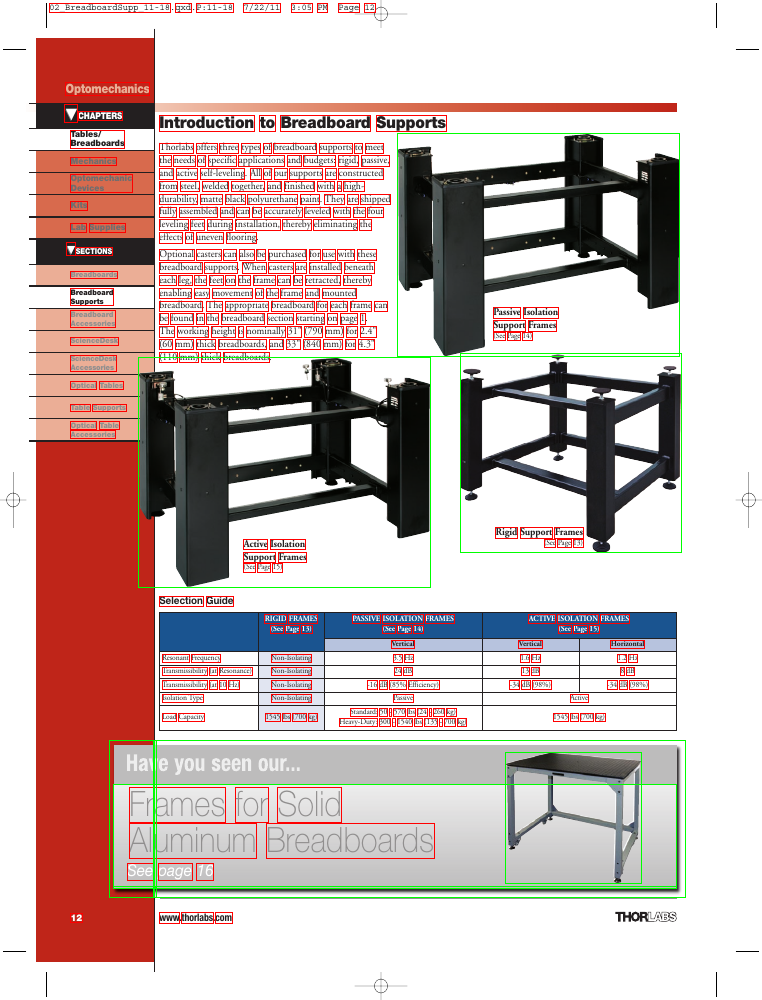 02 BreadboardSupp 11-18.qxd.P:11-18 7/22/11 3:05 PM Page 12
Optomechanics
CHAPTERS
Tables/
Breadboards
Mechanics
Optomechanic
Devices
Kits
Lab Supplies
SECTIONS
Breadboards
Breadboard
Supports
Breadboard
Accessories
ScienceDesk
ScienceDesk
Accessories
Optical Tables
Table Supports
Optical Table
Accessories
Introduction to Breadboard Supports
Thorlabs offers three types of breadboard supports to meet
the needs of specific applications and budgets: rigid, passive,
and active self-leveling. All of our supports are constructed
from steel, welded together, and finished with a high-
durability, matte black polyurethane paint. They are shipped
fully assembled and can be accurately leveled with the four
leveling feet during installation, thereby eliminating the
effects of uneven flooring.
Optional casters can also be purchased for use with these
breadboard supports. When casters are installed beneath
each leg, the feet on the frame can be retracted, thereby
enabling easy movement of the frame and mounted
breadboard. The appropriate breadboard for each frame can
be found in the breadboard section starting on page 1.
The working height is nominally 31" (790 mm) for 2.4"
(60 mm) thick breadboards, and 33" (840 mm) for 4.3"
(110 mm) thick breadboards.
Passive Isolation
Support Frames
(See Page 14)
Active Isolation
Support Frames
(See Page 15)
Rigid Support Frames
(See Page 13)
Selection Guide
RIGID FRAMES PASSIVE ISOLATION FRAMES ACTIVE ISOLATION FRAMES
(See Page 13) (See Page 14) (See Page 15)
Vertical Vertical Horizontal
Resonant Frequency Non-Isolating 3.5 Hz 1.6 Hz 1.2 Hz
Transmissibility (at Resonance) Non-Isolating 24 dB 13 dB 8 dB
Transmissibility (at 10 Hz) Non-Isolating -16 dB (85% Efficiency) -34 dB (98%) -34 dB (98%)
Isolation Type Non-Isolating Passive Active
Load Capacity 1545 lbs (700 kg) Standard: 50 - 570 lbs (24 - 260 kg) 1545 lbs (700 kg)
Heavy-Duty: 300 - 1540 lbs (135 - 700 kg)
Have you seen our...
Frames for Solid
Aluminum Breadboards
See page 16
12
www.thorlabs.com
THORLABS